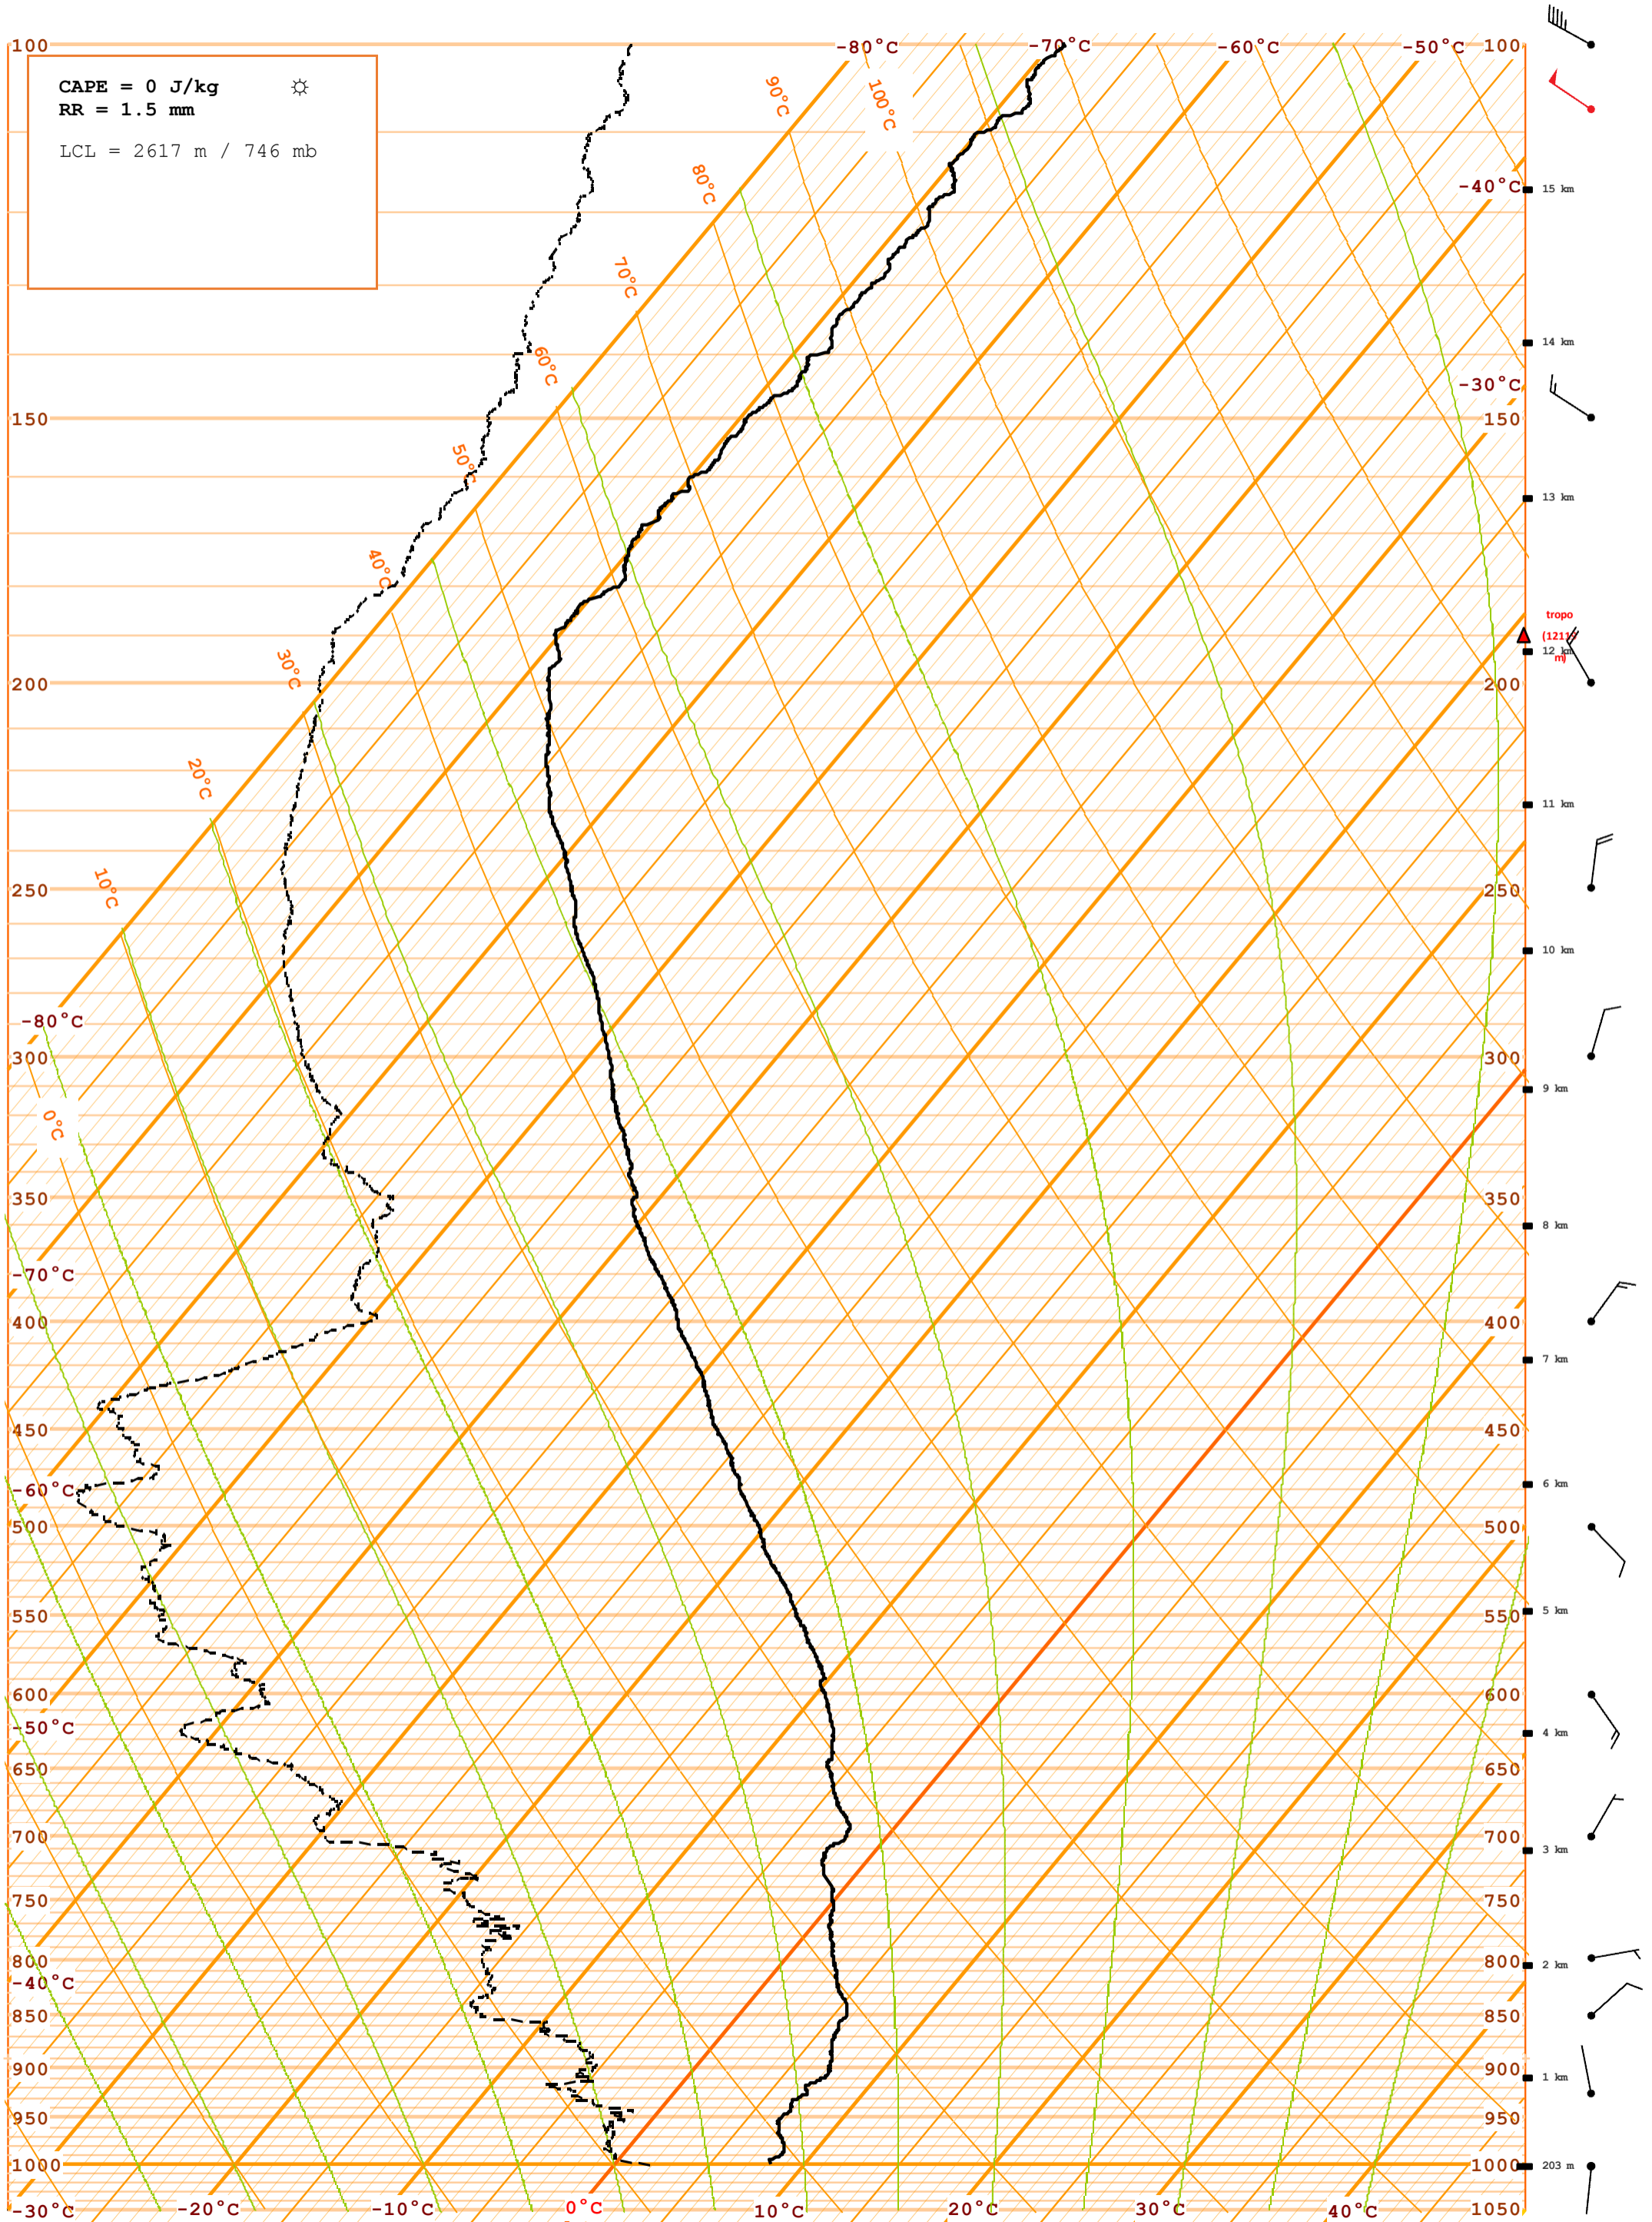 100 -80°C -70°C -60°C -50°C 100
CAPE = 0 J/kg
RR = 1.5 mm
LCL = 2617 m / 746 mb
90°C 100°C
80°C
-40°C 15 km
70°C
14 km
60°C
-30°C
150 150
50°C
13 km
40°C
tropo
12 km
30°C
200 200
20°C
11 km
10°C
250 250
10 km
-80°C
300 300
9 km
0°C
350 350
8 km
-70°C
400 400
7 km
450 450
6 km
-60°C
500 500
550 550
5 km
600 600
-50°C 4 km
650 650
700 700
3 km
750 750
800 800
2 km
-40°C
850 850
900 900
1 km
950 950
1000 1000 203 m
-30°C -20°C -10°C 0°C 10°C 20°C 30°C 40°C 1050